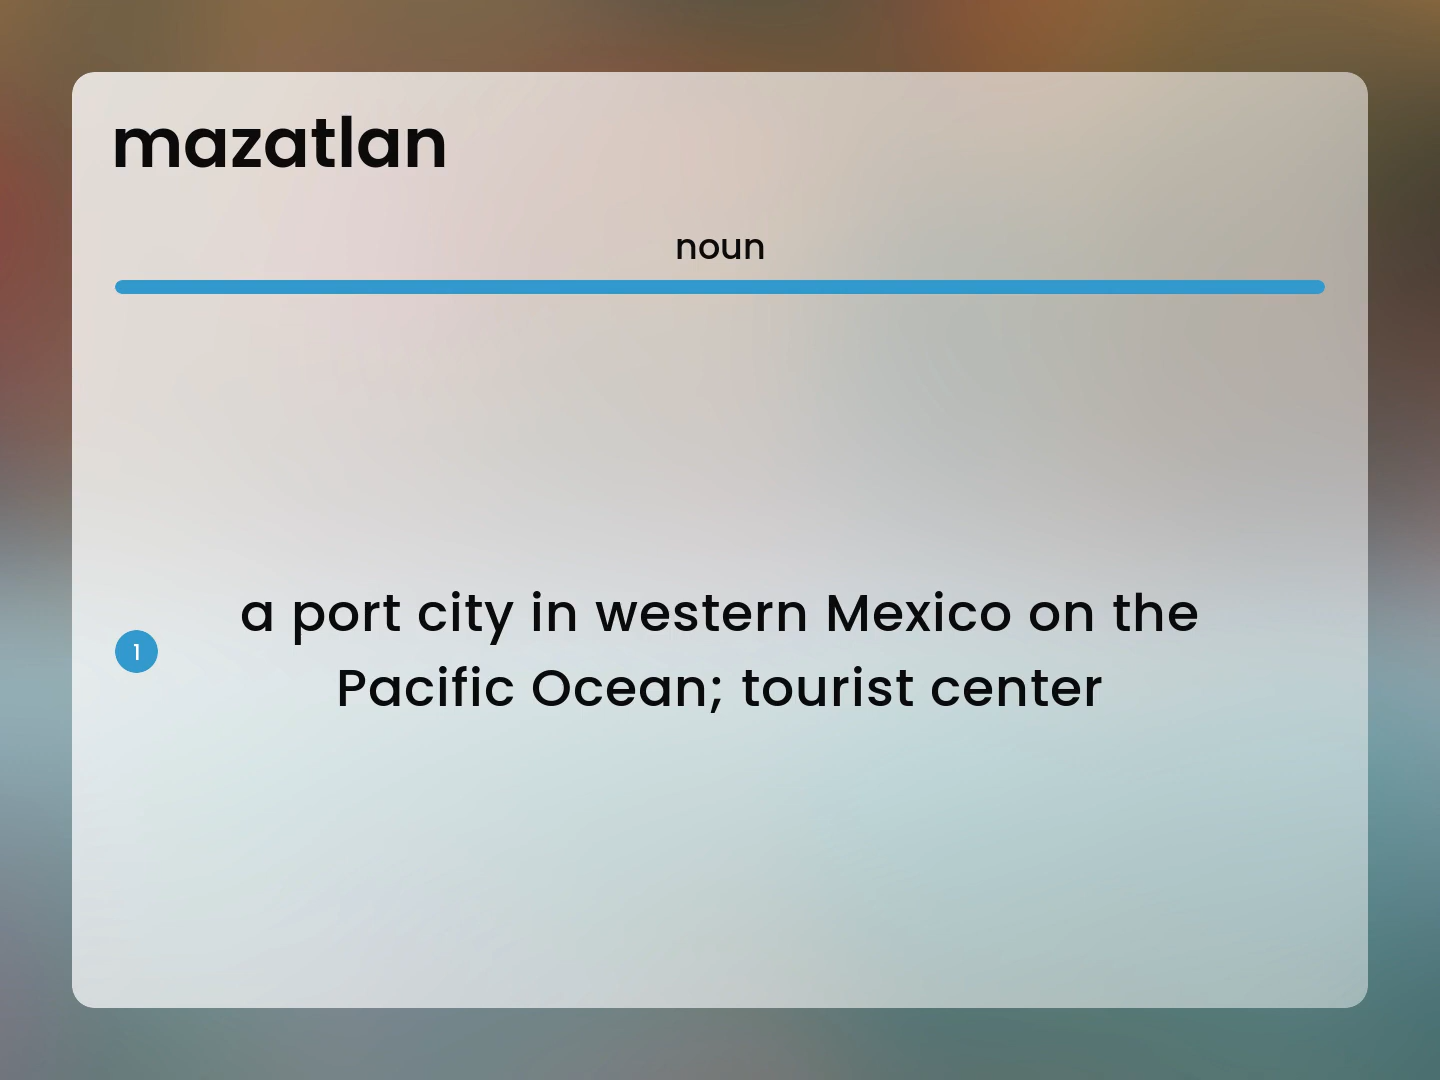 mazatlan
noun
1
a port city in western Mexico on the
Pacific Ocean; tourist center